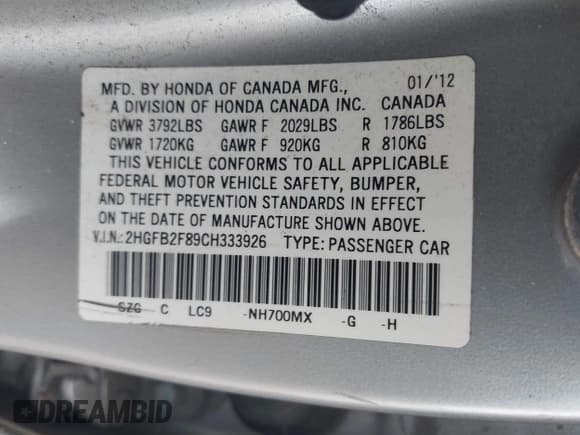 MFD. BY HONDA OF CANADA MFG., 01/'12
A DIVISION OF HONDA CANADA INC. CANADA
GVWR 3792LBS GAWR F 2029LBS R 1786LBS
GVWR 1720KG GAWR F 920KG R 810KG
THIS VEHICLE CONFORMS TO ALL APPLICABLE
FEDERAL MOTOR VEHICLE SAFETY, BUMPER,
AND THEFT PREVENTION STANDARDS IN EFFECT
ON THE DATE OF MANUFACTURE SHOWN ABOVE.
V.I.N.:2HGFB2F89CH333926 TYPE:PASSENGER CAR
SZG C LC9 -NH700MX -G -H
DREAMBID